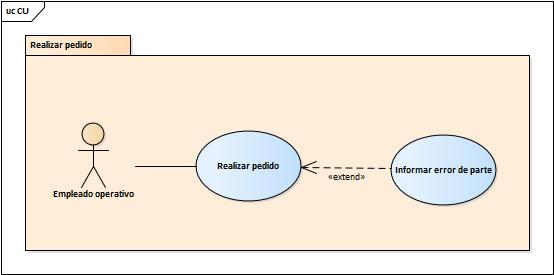 uc CU
Realizar pedido
Realizar pedido
Informar error de parte
«extend»
Empleado operativo